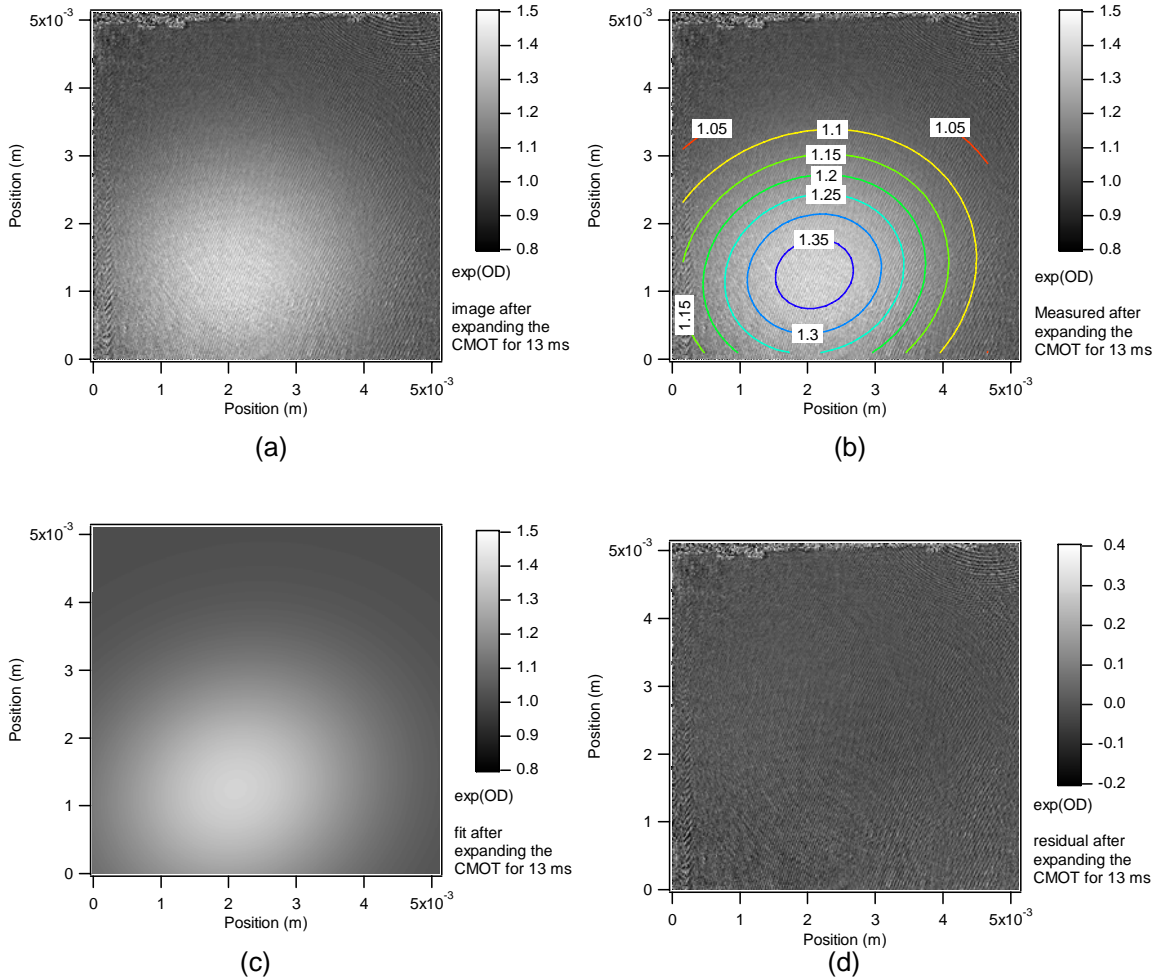 5x10-3
4
3
2
1
0
Position (m)
0
1
2
3
4
5x10-3
Position (m)
1.5
1.4
1.3
1.2
1.1
1.0
0.9
0.8
exp(OD)
image after
expanding the
CMOT for 13 ms
(a)
5x10-3
4
3
2
1
0
Position (m)
1.05
1.1
1.05
1.15
1.2
1.25
1.35
1.15
1.3
0
1
2
3
4
5x10-3
Position (m)
1.5
1.4
1.3
1.2
1.1
1.0
0.9
0.8
exp(OD)
Measured after
expanding the
CMOT for 13 ms
(b)
5x10-3
4
3
2
1
0
Position (m)
0
1
2
3
4
5x10-3
Position (m)
1.5
1.4
1.3
1.2
1.1
1.0
0.9
0.8
exp(OD)
fit after
expanding the
CMOT for 13 ms
(c)
5x10-3
4
3
2
1
0
Position (m)
0
1
2
3
4
5x10-3
Position (m)
0.4
0.3
0.2
0.1
0.0
-0.1
-0.2
exp(OD)
residual after
expanding the
CMOT for 13 ms
(d)